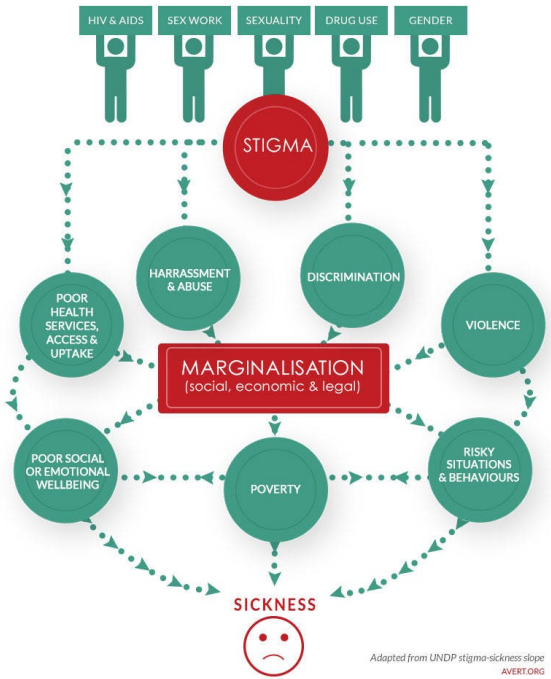 HIV & AIDS
SEX WORK
SEXUALITY
DRUG USE
GENDER
STIGMA
HARRASSMENT
& ABUSE
DISCRIMINATION
POOR
HEALTH
SERVICES,
ACCESS &
UPTAKE
VIOLENCE
MARGINALISATION
(social, economic & legal)
POOR SOCIAL
OR EMOTIONAL
WELLBEING
POVERTY
RISKY
SITUATIONS
& BEHAVIOURS
SICKNESS
Adapted from UNDP stigma-sickness slope
AVERT.ORG